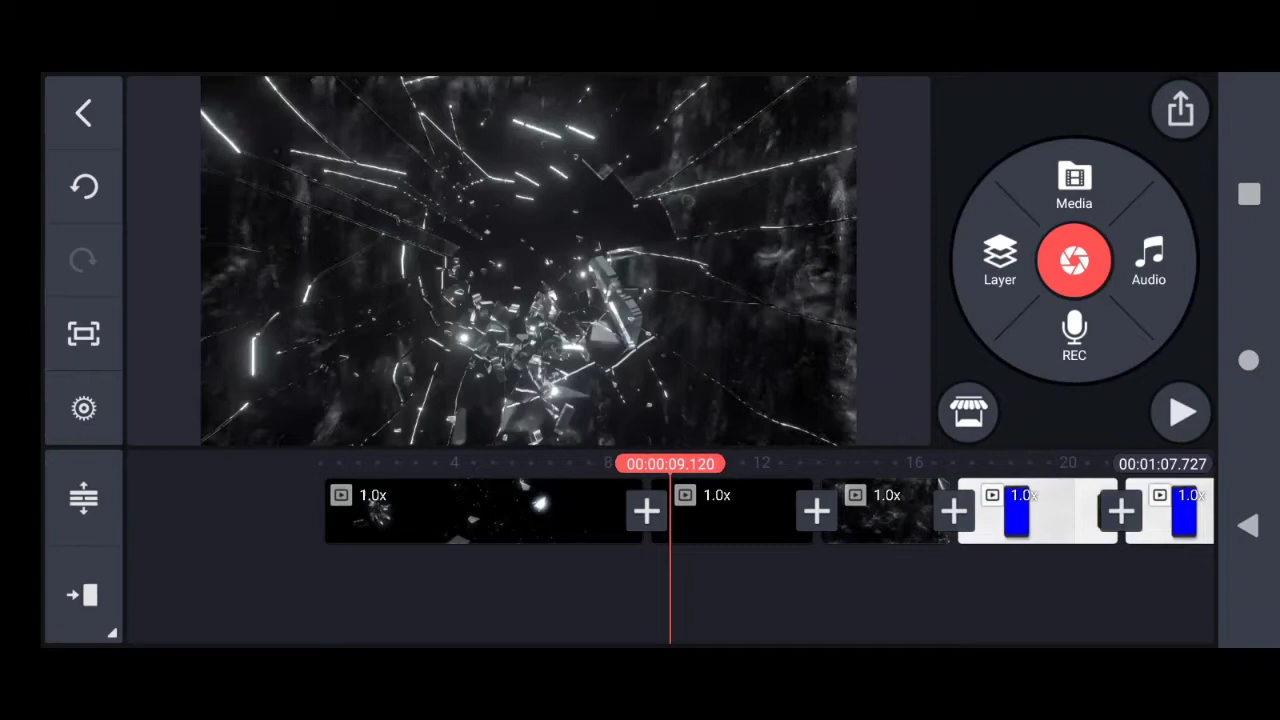 Media
Layer
Audio
REC
4
8
00:00:09.120
12
16
20
00:01:07.727
1.0x
1.0x
1.0x
1.0x
1.0x